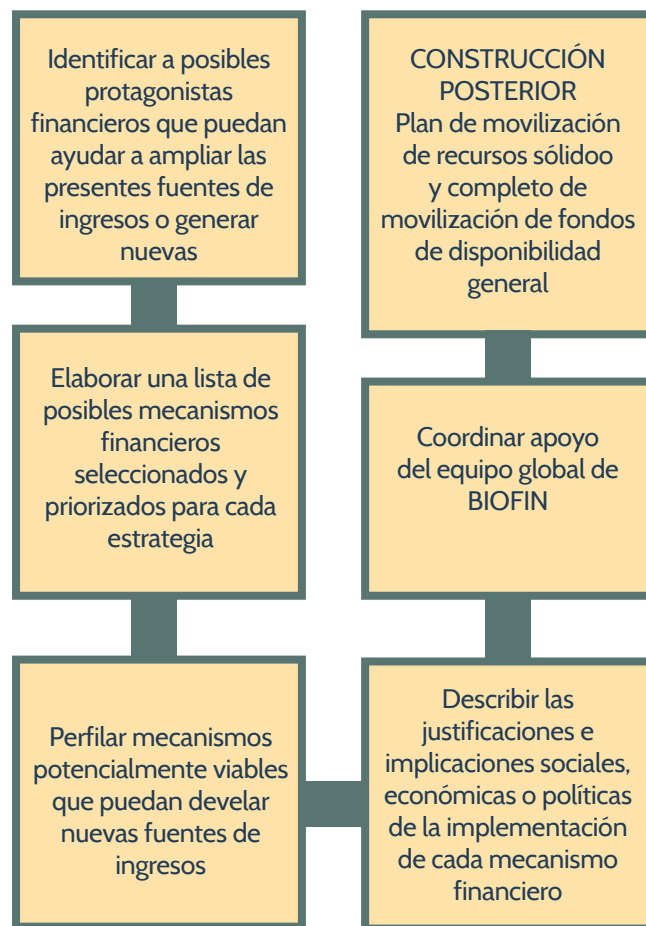 Identificar a posibles
protagonistas
financieros que puedan
ayudar a ampliar las
presentes fuentes de
ingresos o generar
nuevas
Elaborar una lista de
posibles mecanismos
financieros
seleccionados y
priorizados para cada
estrategia
Perfilar mecanismos
potencialmente viables
que puedan develar
nuevas fuentes de
ingresos
Describir las
justificaciones e
implicaciones sociales,
económicas o políticas
de la implementación
de cada mecanismo
financiero
Coordinar apoyo
del equipo global de
BIOFIN
CONSTRUCCIÓN
POSTERIOR
Plan de movilización
de recursos sólidoo
y completo de
movilización de fondos
de disponibilidad
general